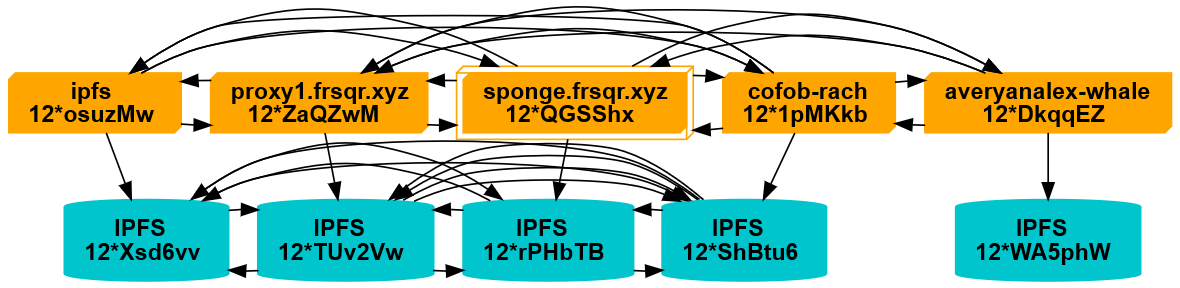 ipfs
12*osuzMw
proxy1.frsqr.xyz
12*ZaQZwM
sponge.frsqr.xyz
12*QGSShx
cofob-rach
12*1pMKkb
averyanalex-whale
12*DkqqEZ
IPFS
12*Xsd6vv
IPFS
12*TUv2Vw
IPFS
12*rPHbTB
IPFS
12*ShBtu6
IPFS
12*WA5phW